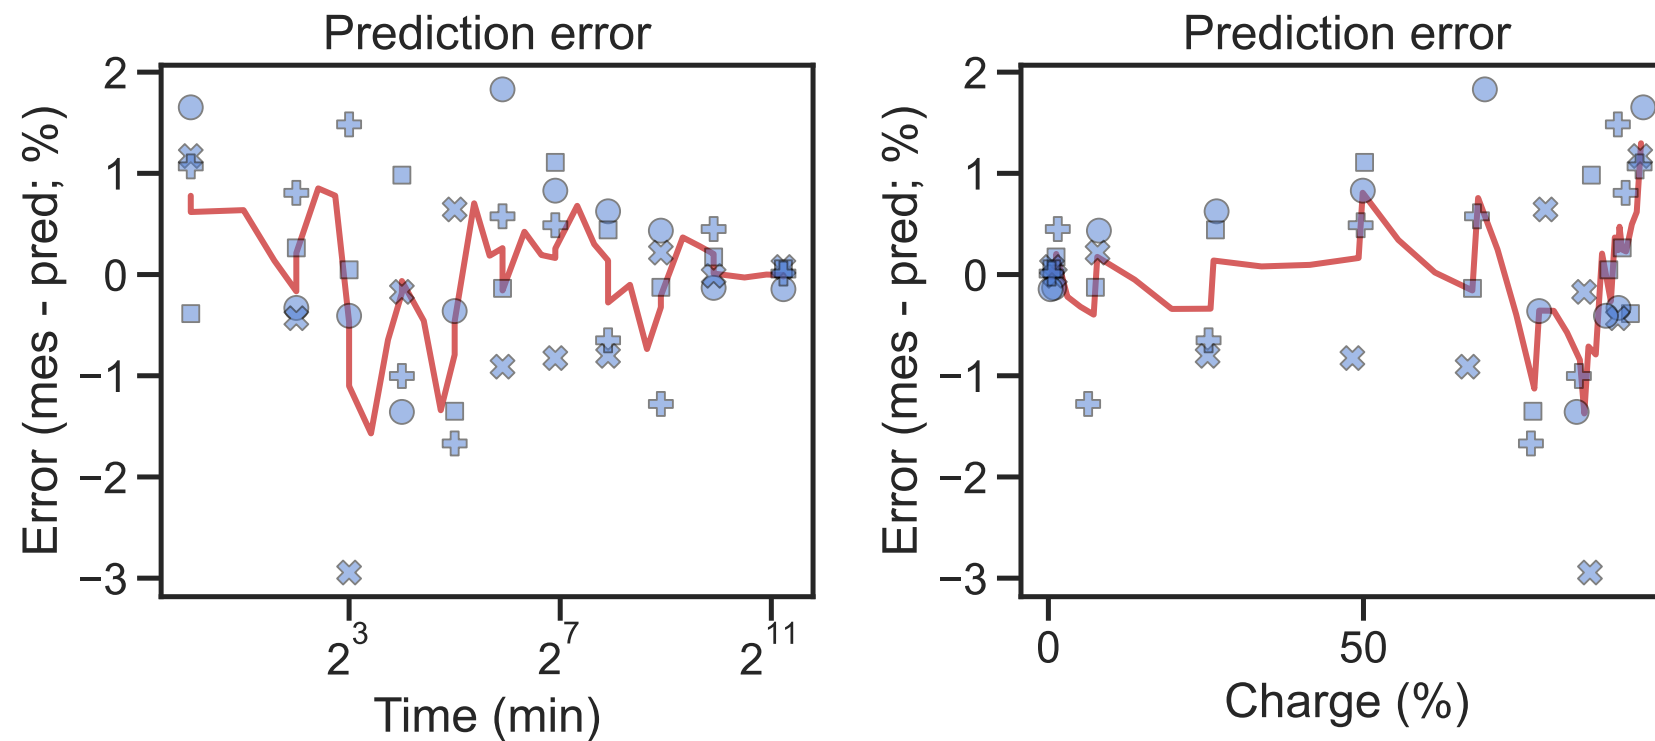 Prediction error
2
1
0
−1
−2
−3
Error (mes - pred; %)
2^3
2^7
2^11
Time (min)
Prediction error
2
1
0
−1
−2
−3
Error (mes - pred; %)
0
50
Charge (%)